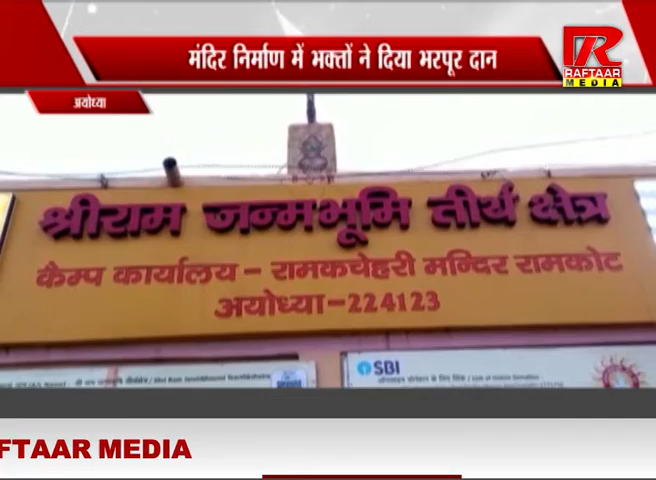 मंदिर निर्माण में भक्तों ने दिया भरपूर दान
RAFTAAR
MEDIA
अयोध्या
श्रीराम जन्मभूमि तीर्थ क्षेत्र
कैम्प कार्यालय - रामकचेहरी मन्दिर रामकोट
अयोध्या-224123
SBI
FTAAR MEDIA